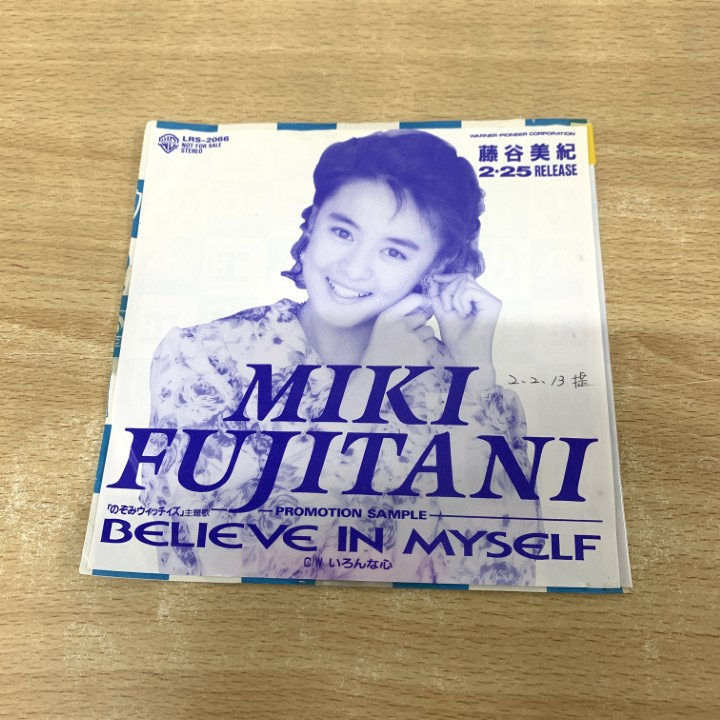 LRS-2066
NOT FOR SALE
STEREO
WARNER-PIONEER CORPORATION
藤谷美紀
2・25 RELEASE
2、2、13
MIKI
FUJITANI
「のぞみウィッチィズ」主題歌
PROMOTION SAMPLE
BELIEVE IN MYSELF
C/W いろんな心